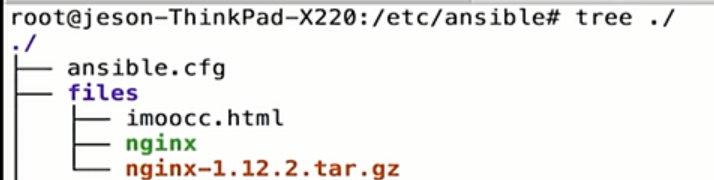 root@jeson-ThinkPad-X220:/etc/ansible# tree ./
./
├── ansible.cfg
├── files
│   ├── imoocc.html
│   ├── nginx
│   └── nginx-1.12.2.tar.gz